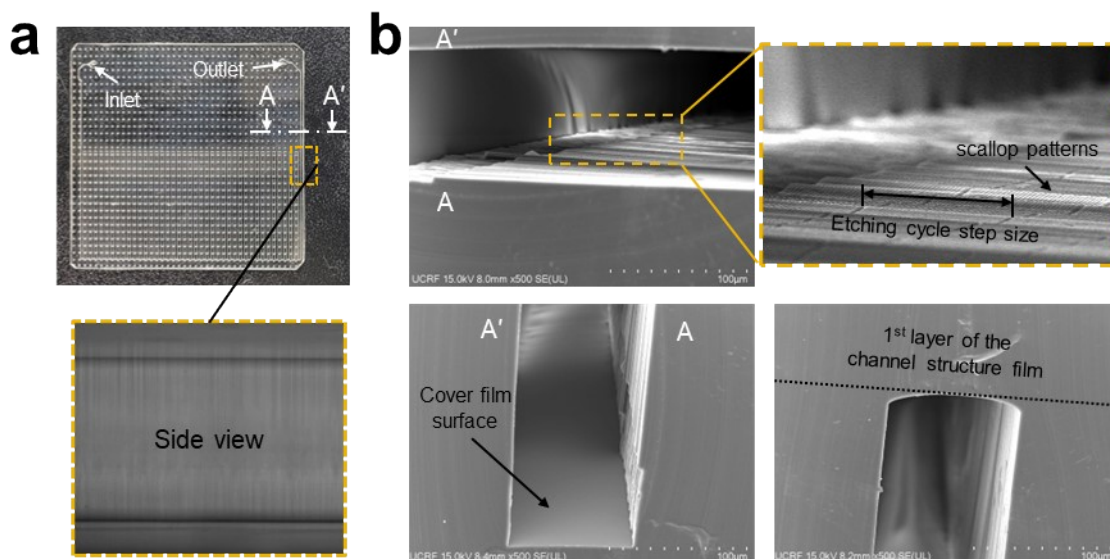 a
Inlet
Outlet
A
A′
Side view
b
A′
A
UCRF 15.0kV 8.0mm x500 SE(UL)
100μm
scallop patterns
Etching cycle step size
A′
A
Cover film
surface
UCRF 15.0kV 8.4mm x500 SE(UL)
100μm
1st layer of the
channel structure film
UCRF 15.0kV 8.2mm x500 SE(UL)
100μm